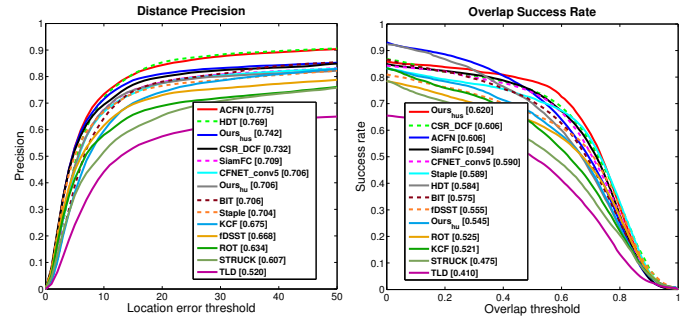 Distance Precision
Precision
0.9
0.8
0.7
0.6
0.5
0.4
0.3
0.2
0.1
0
0 10 20 30 40 50
Location error threshold
ACFN [0.775]
HDT [0.769]
Ours_hus [0.742]
CSR_DCF [0.732]
SiamFC [0.709]
CFNET_conv5 [0.706]
Ours_hu [0.706]
BIT [0.706]
Staple [0.704]
KCF [0.675]
fDSST [0.668]
ROT [0.634]
STRUCK [0.607]
TLD [0.520]
Overlap Success Rate
Success rate
1
0.9
0.8
0.7
0.6
0.5
0.4
0.3
0.2
0.1
0
0 0.2 0.4 0.6 0.8 1
Overlap threshold
Ours_hus [0.620]
CSR_DCF [0.606]
ACFN [0.606]
SiamFC [0.594]
CFNET_conv5 [0.590]
Staple [0.589]
HDT [0.584]
BIT [0.575]
fDSST [0.555]
Ours_hu [0.545]
ROT [0.525]
KCF [0.521]
STRUCK [0.475]
TLD [0.410]